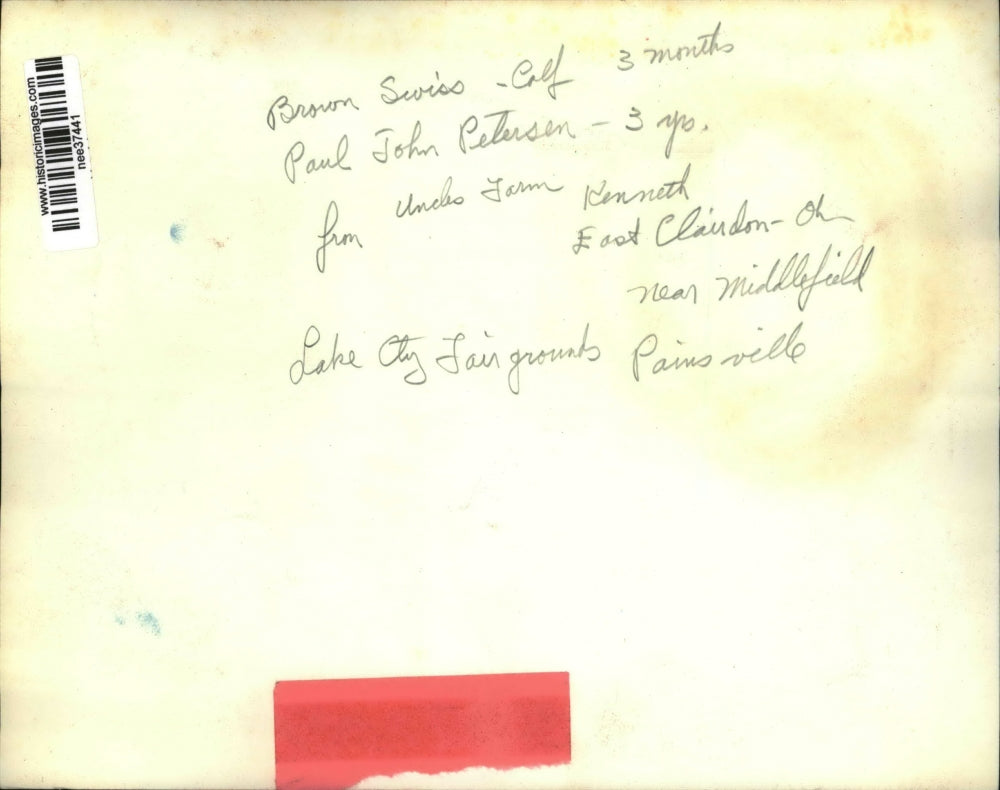 www.historicimages.com
nee37441
Brown Swiss - Calf 3 months
Paul John Petersen - 3 yrs.
from Uncles Farm Kenneth
East Clairdon - Oh
near Middlefield
Lake Cty Fairgrounds Painsville